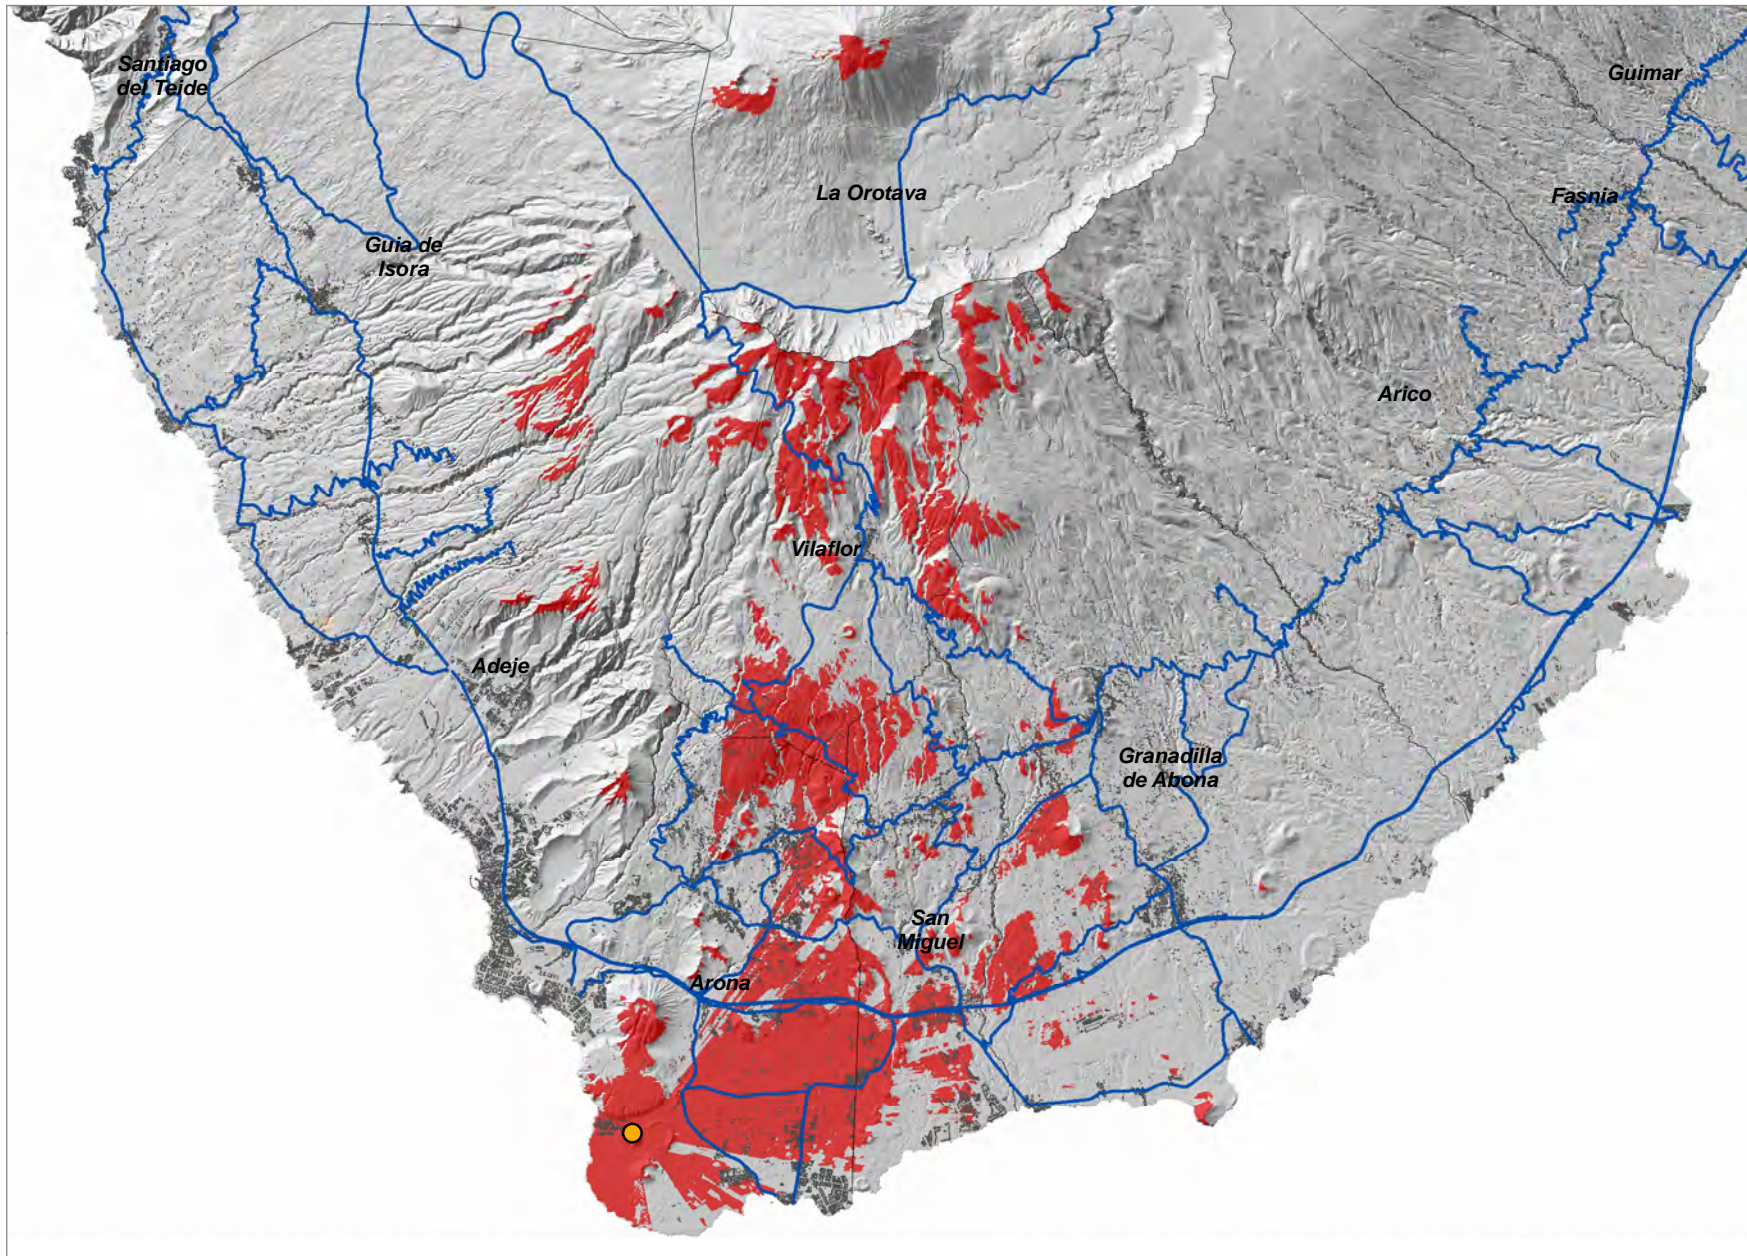 Santiago
del Teide
Guimar
La Orotava
Fasnia
Guia de
Isora
Arico
Vilaflor
Adeje
Granadilla
de Abona
San
Miguel
Arona